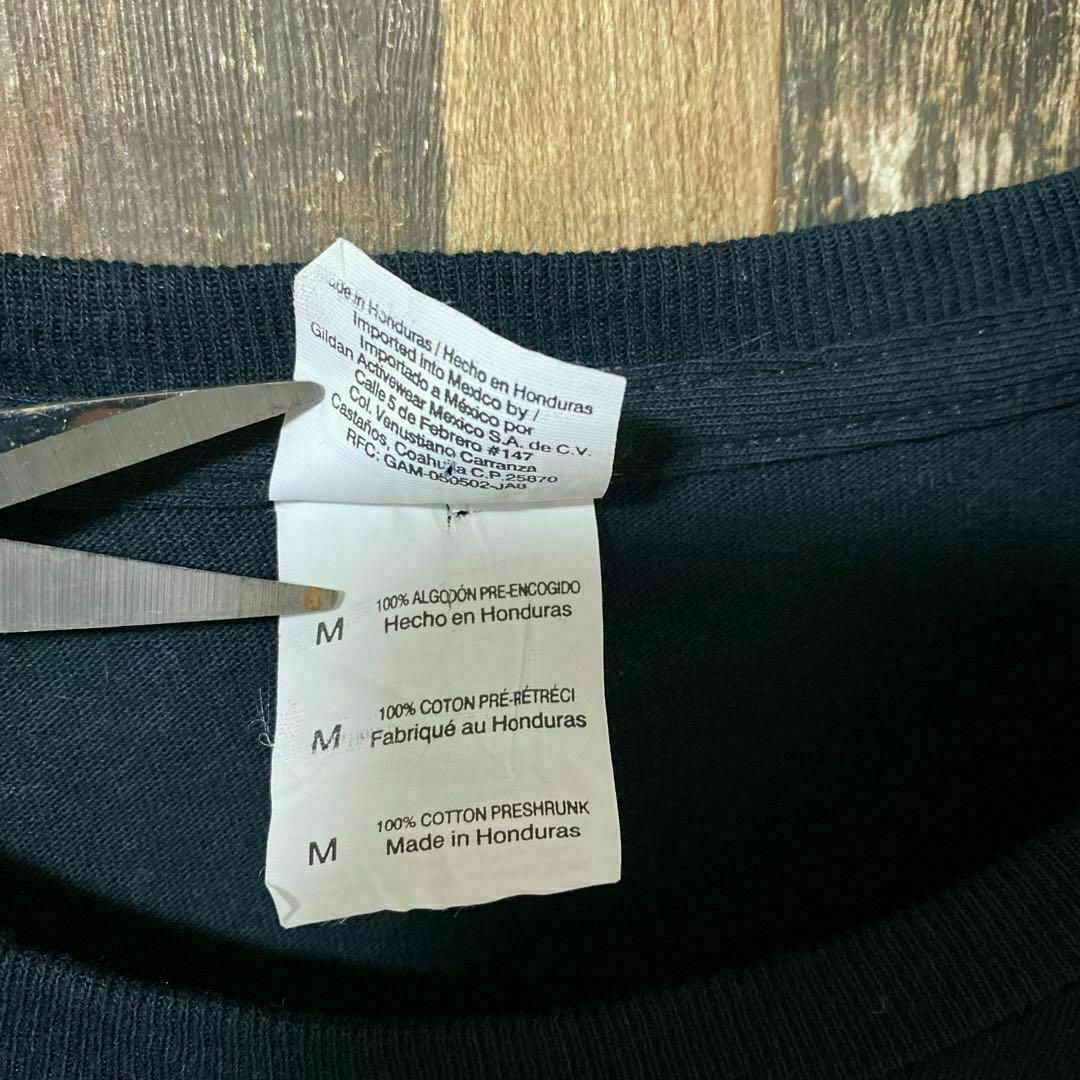 Made in Honduras / Hecho en Honduras
Imported into Mexico by /
Importado a México por
Gildan Activewear Mexico S.A. de C.V.
Calle 5 de Febrero #147
Col. Venustiano Carranza
Castaños, Coahuila C.P. 25870
RFC: GAM-050502-JA8
100% ALGODÓN PRE-ENCOGIDO
M Hecho en Honduras
100% COTON PRÉ-RÉTRÉCI
M Fabriqué au Honduras
100% COTTON PRESHRUNK
M Made in Honduras